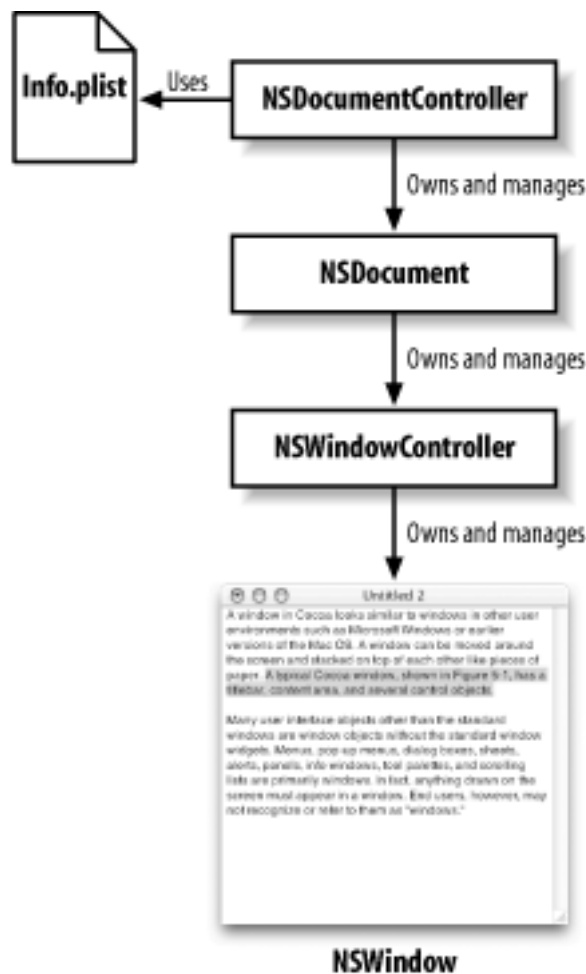 Info.plist
Uses
NSDocumentController
Owns and manages
NSDocument
Owns and manages
NSWindowController
Owns and manages
Untitled 2
A window in Cocoa looks similar to windows in other user
environments such as Microsoft Windows or earlier
versions of the Mac OS. A window can be moved around
the screen and stacked on top of each other like pieces of
paper. A typical Cocoa window, shown in Figure 5-1, has a
titlebar, content area, and several control objects.
Many user interface objects other than the standard
windows are window objects without the standard window
widgets. Menus, pop-up menus, dialog boxes, sheets,
alerts, panels, info windows, tool palettes, and scrolling
lists are primarily windows. In fact, anything drawn on the
screen must appear in a window. End users, however, may
not recognize or refer to them as "windows."
NSWindow